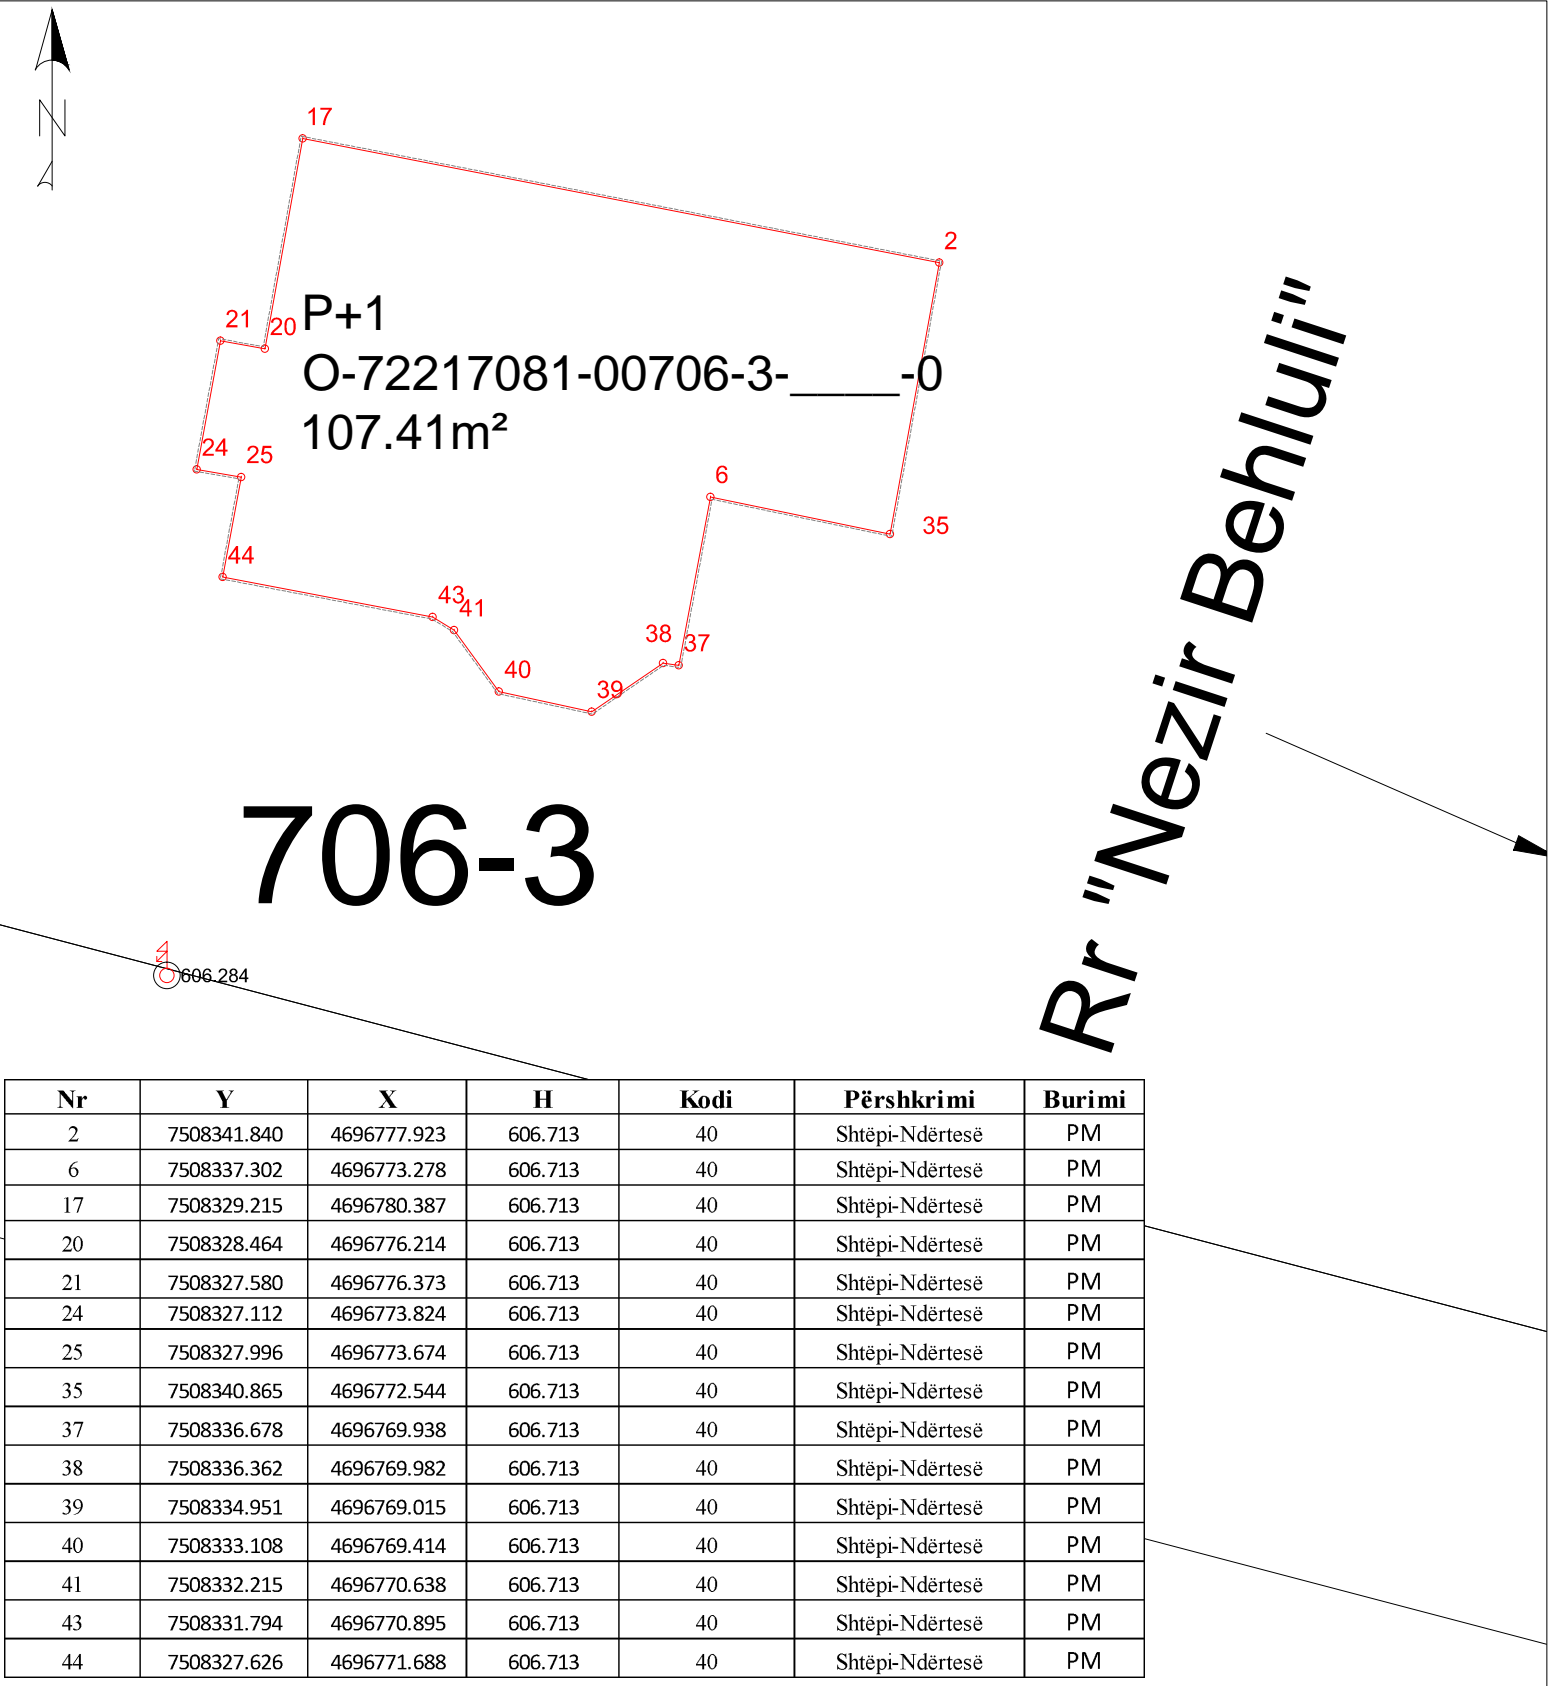 N
17
2
P+1
21
20
O-72217081-00706-3-____-0
107.41m²
24
25
6
35
44
43
41
38
37
40
39
Rr "Nezir Behluli"
706-3
606.284
Nr Y X H Kodi Përshkrimi Burimi
2 7508341.840 4696777.923 606.713 40 Shtëpi-Ndërtesë PM
6 7508337.302 4696773.278 606.713 40 Shtëpi-Ndërtesë PM
17 7508329.215 4696780.387 606.713 40 Shtëpi-Ndërtesë PM
20 7508328.464 4696776.214 606.713 40 Shtëpi-Ndërtesë PM
21 7508327.580 4696776.373 606.713 40 Shtëpi-Ndërtesë PM
24 7508327.112 4696773.824 606.713 40 Shtëpi-Ndërtesë PM
25 7508327.996 4696773.674 606.713 40 Shtëpi-Ndërtesë PM
35 7508340.865 4696772.544 606.713 40 Shtëpi-Ndërtesë PM
37 7508336.678 4696769.938 606.713 40 Shtëpi-Ndërtesë PM
38 7508336.362 4696769.982 606.713 40 Shtëpi-Ndërtesë PM
39 7508334.951 4696769.015 606.713 40 Shtëpi-Ndërtesë PM
40 7508333.108 4696769.414 606.713 40 Shtëpi-Ndërtesë PM
41 7508332.215 4696770.638 606.713 40 Shtëpi-Ndërtesë PM
43 7508331.794 4696770.895 606.713 40 Shtëpi-Ndërtesë PM
44 7508327.626 4696771.688 606.713 40 Shtëpi-Ndërtesë PM